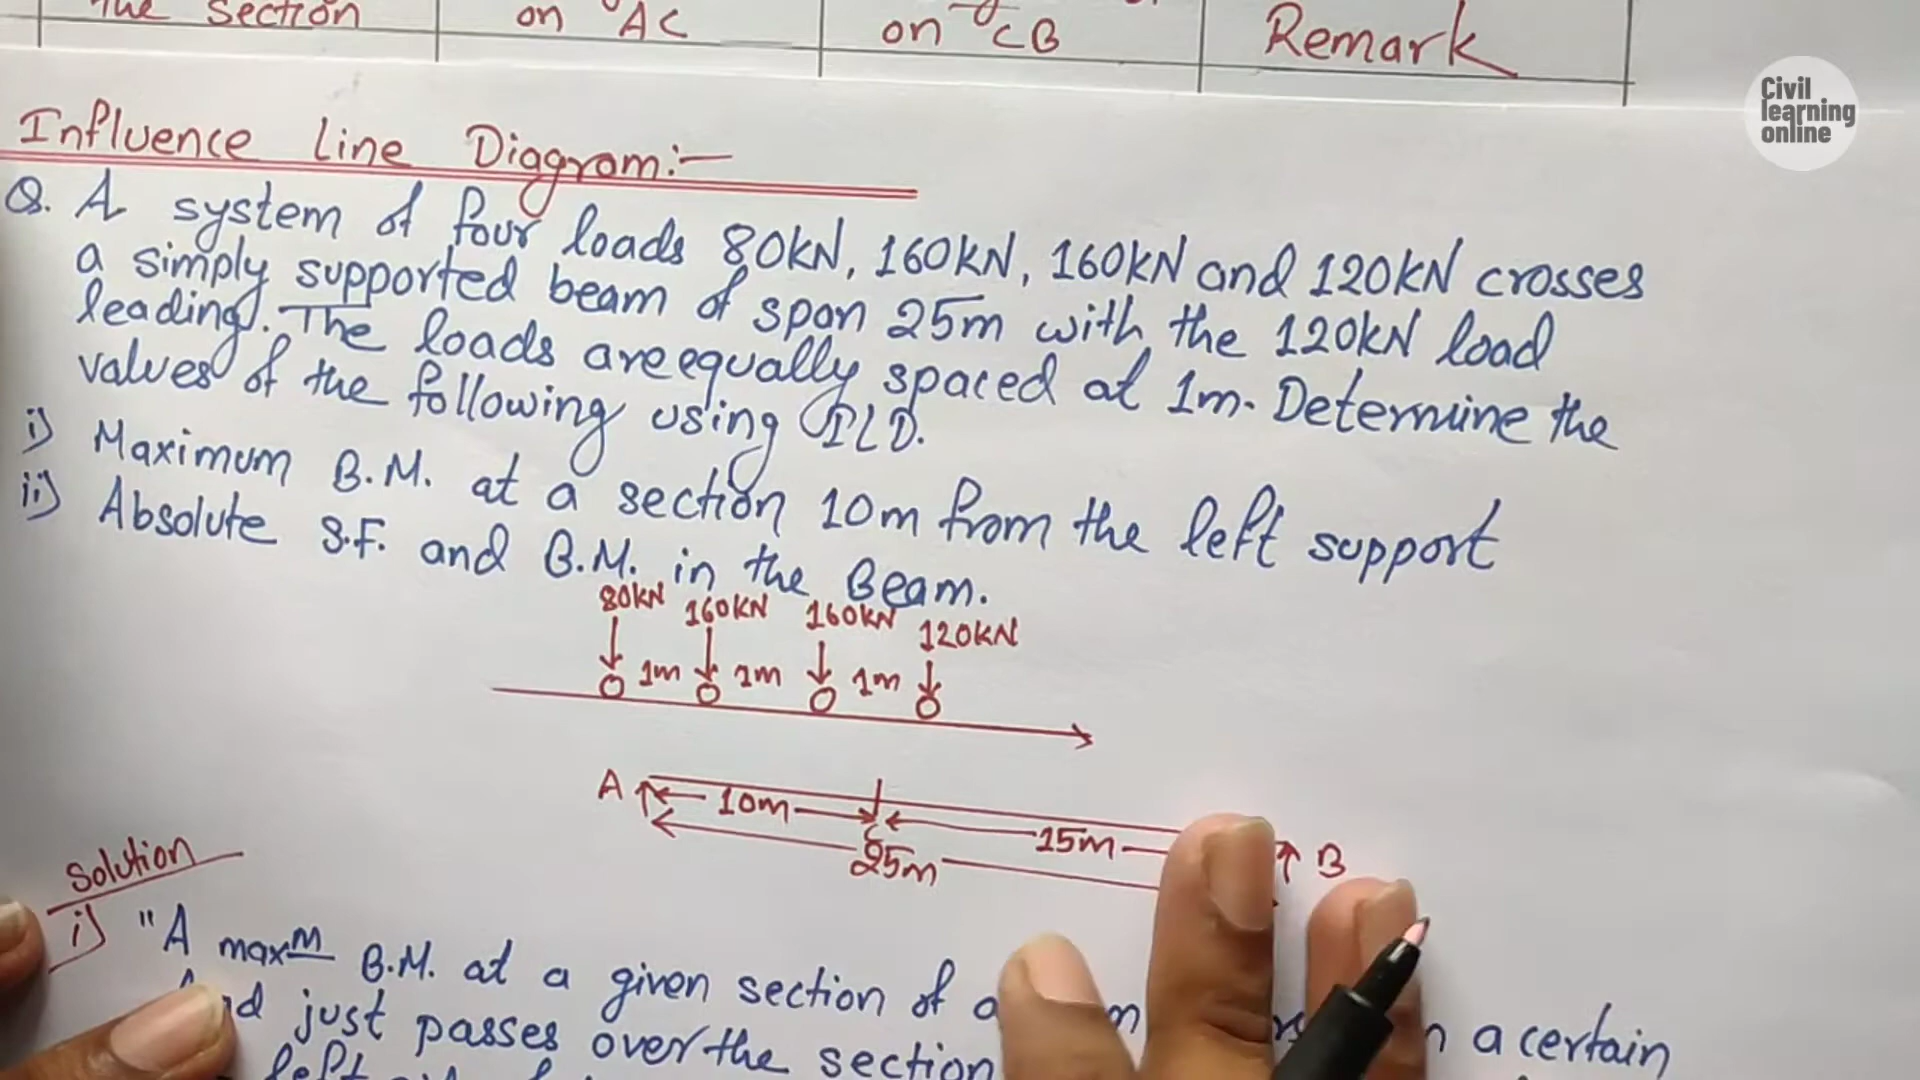 the Section on AC on CB Remark
Civil
learning
online
Influence Line Diagram:-
Q. A system of four loads 80kN, 160kN, 160kN and 120kN crosses
a simply supported beam of span 25m with the 120kN load
leading. The loads are equally spaced at 1m. Determine the
values of the following using ILD.
i) Maximum B.M. at a section 10m from the left support
ii) Absolute S.F. and B.M. in the Beam.
80kN 160kN 160kN 120kN
1m 1m 1m
A 10m C 15m B
25m
Solution
i) "A maxm B.M. at a given section of a certain
just passes over the section
left